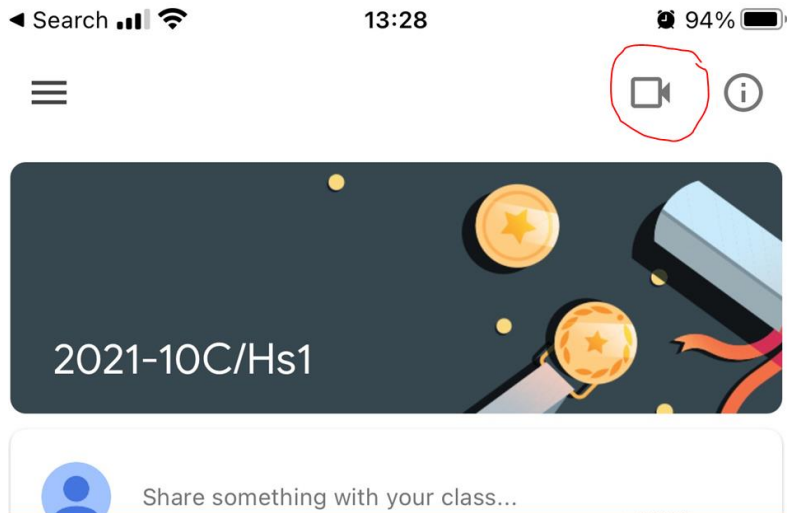 Search
13:28
94%
2021-10C/Hs1
Share something with your class...